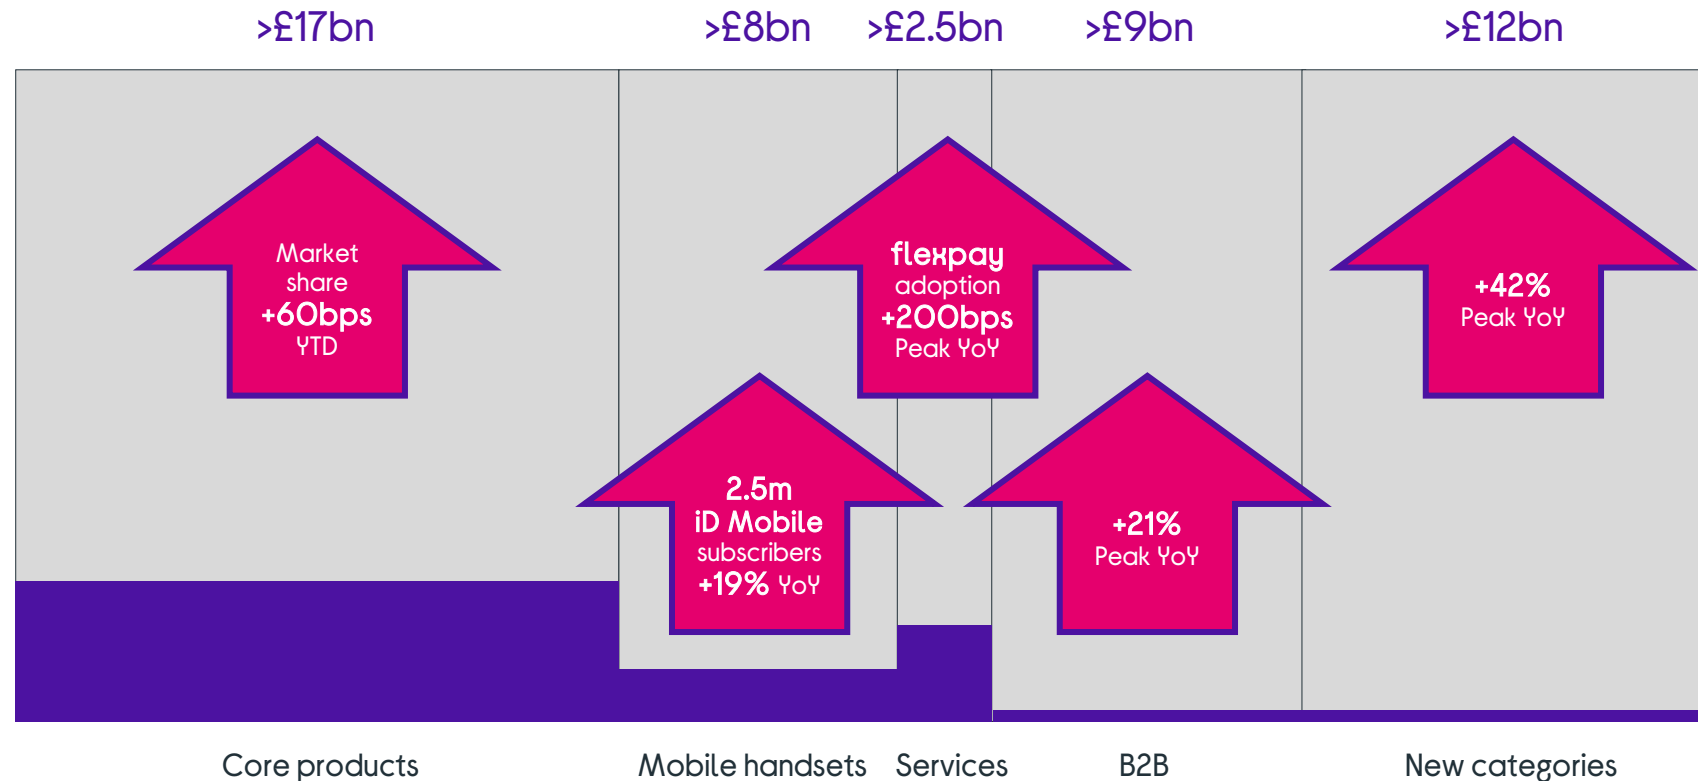 >£17bn
>£8bn
>£2.5bn
>£9bn
>£12bn
Market
share
+60bps
YTD
flexpay
adoption
+200bps
Peak YoY
+42%
Peak YoY
2.5m
iD Mobile
subscribers
+19% YoY
+21%
Peak YoY
Core products
Mobile handsets
Services
B2B
New categories